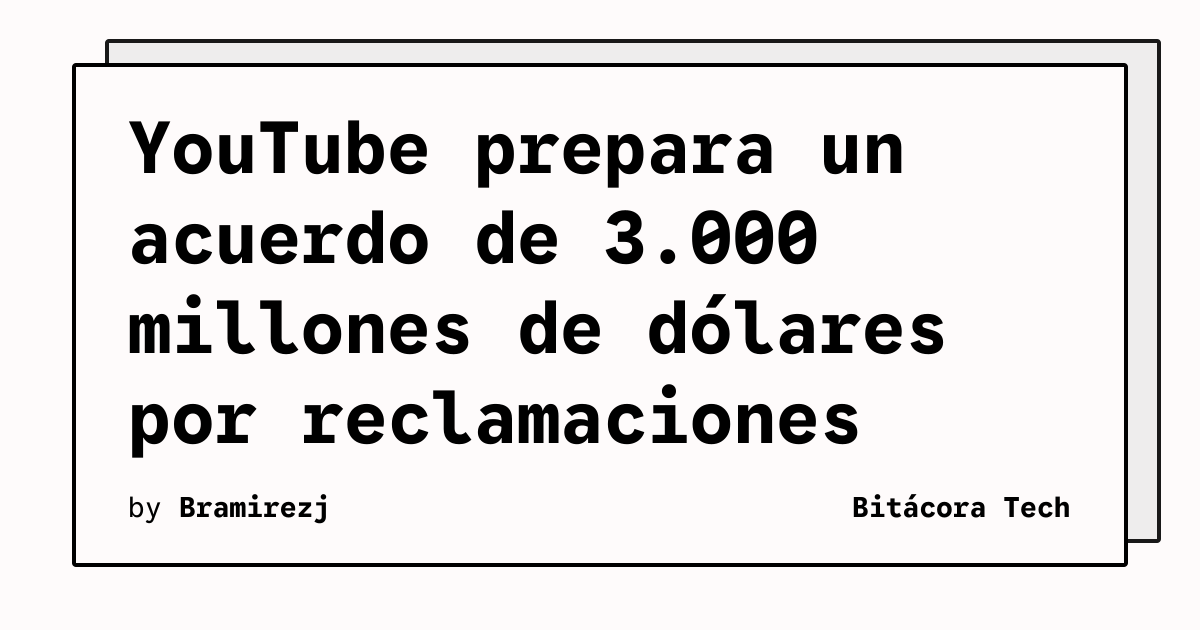 YouTube prepara un
acuerdo de 3.000
millones de dólares
por reclamaciones
by Bramirezj
Bitácora Tech